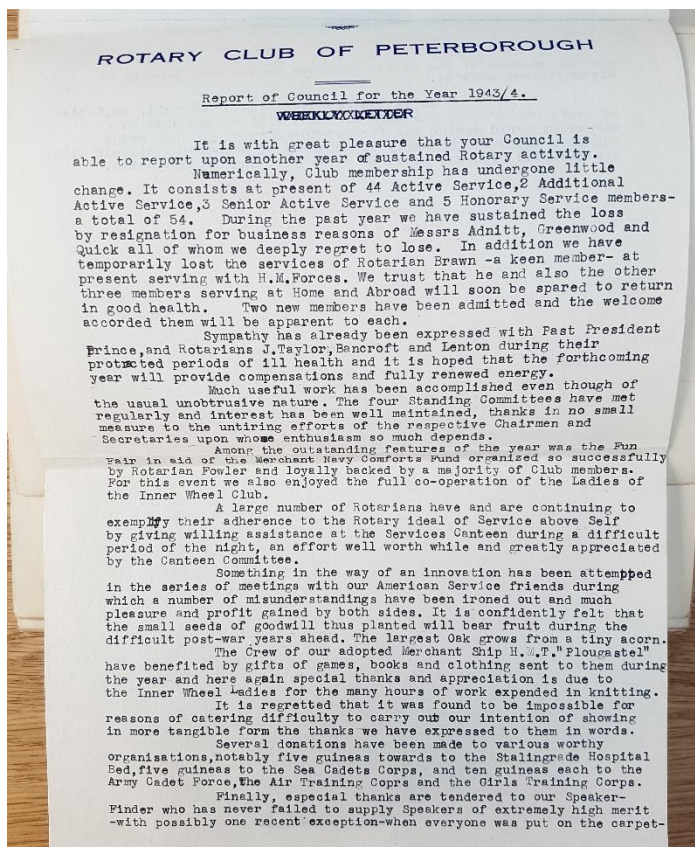 ROTARY CLUB OF PETERBOROUGH
Report of Council for the Year 1943/4.
WEEKLY LETTER
It is with great pleasure that your Council is
able to report upon another year of sustained Rotary activity.
Numerically, Club membership has undergone little
change. It consists at present of 44 Active Service,2 Additional
Active Service,3 Senior Active Service and 5 Honorary Service members-
a total of 54. During the past year we have sustained the loss
by resignation for business reasons of Messrs Adnitt, Greenwood and
Quick all of whom we deeply regret to lose. In addition we have
temporarily lost the services of Rotarian Brawn -a keen member- at
present serving with H.M.Forces. We trust that he and also the other
three members serving at Home and Abroad will soon be spared to return
in good health. Two new members have been admitted and the welcome
accorded them will be apparent to each.
Sympathy has already been expressed with Past President
Prince,and Rotarians J.Taylor,Bancroft and Lenton during their
protracted periods of ill health and it is hoped that the forthcoming
year will provide compensations and fully renewed energy.
Much useful work has been accomplished even though of
the usual unobtrusive nature. The four Standing Committees have met
regularly and interest has been well maintained, thanks in no small
measure to the untiring efforts of the respective Chairmen and
Secretaries upon whose enthusiasm so much depends.
Among the outstanding features of the year was the Fun
Fair in aid of the Merchant Navy Comforts Fund organized so successfully
by Rotarian Fowler and loyally backed by a majority of Club members.
For this event we also enjoyed the full co-operation of the Ladies of
the Inner Wheel Club.
A large number of Rotarians have and are continuing to
exemplify their adherence to the Rotary ideal of Service above Self
by giving willing assistance at the Services Canteen during a difficult
period of the night, an effort well worth while and greatly appreciated
by the Canteen Committee.
Something in the way of an innovation has been attempted
in the series of meetings with our American Service friends during
which a number of misunderstandings have been ironed out and much
pleasure and profit gained by both sides. It is confidently felt that
the small seeds of goodwill thus planted will bear fruit during the
difficult post-war years ahead. The largest Oak grows from a tiny acorn.
The Crew of our adopted Merchant Ship H.M.T."Plougastel"
have benefited by gifts of games, books and clothing sent to them during
the year and here again special thanks and appreciation is due to
the Inner Wheel Ladies for the many hours of work expended in knitting.
It is regretted that it was found to be impossible for
reasons of catering difficulty to carry out our intention of showing
in more tangible form the thanks we have expressed to them in words.
Several donations have been made to various worthy
organisations,notably five guineas towards to the Stalingrade Hospital
Bed,five guineas to the Sea Cadets Corps, and ten guineas each to the
Army Cadet Force,the Air Training Coprs and the Girls Training Corps.
Finally, especial thanks are tendered to our Speaker-
Finder who has never failed to supply Speakers of extremely high merit
-with possibly one recent exception-when everyone was put on the carpet-